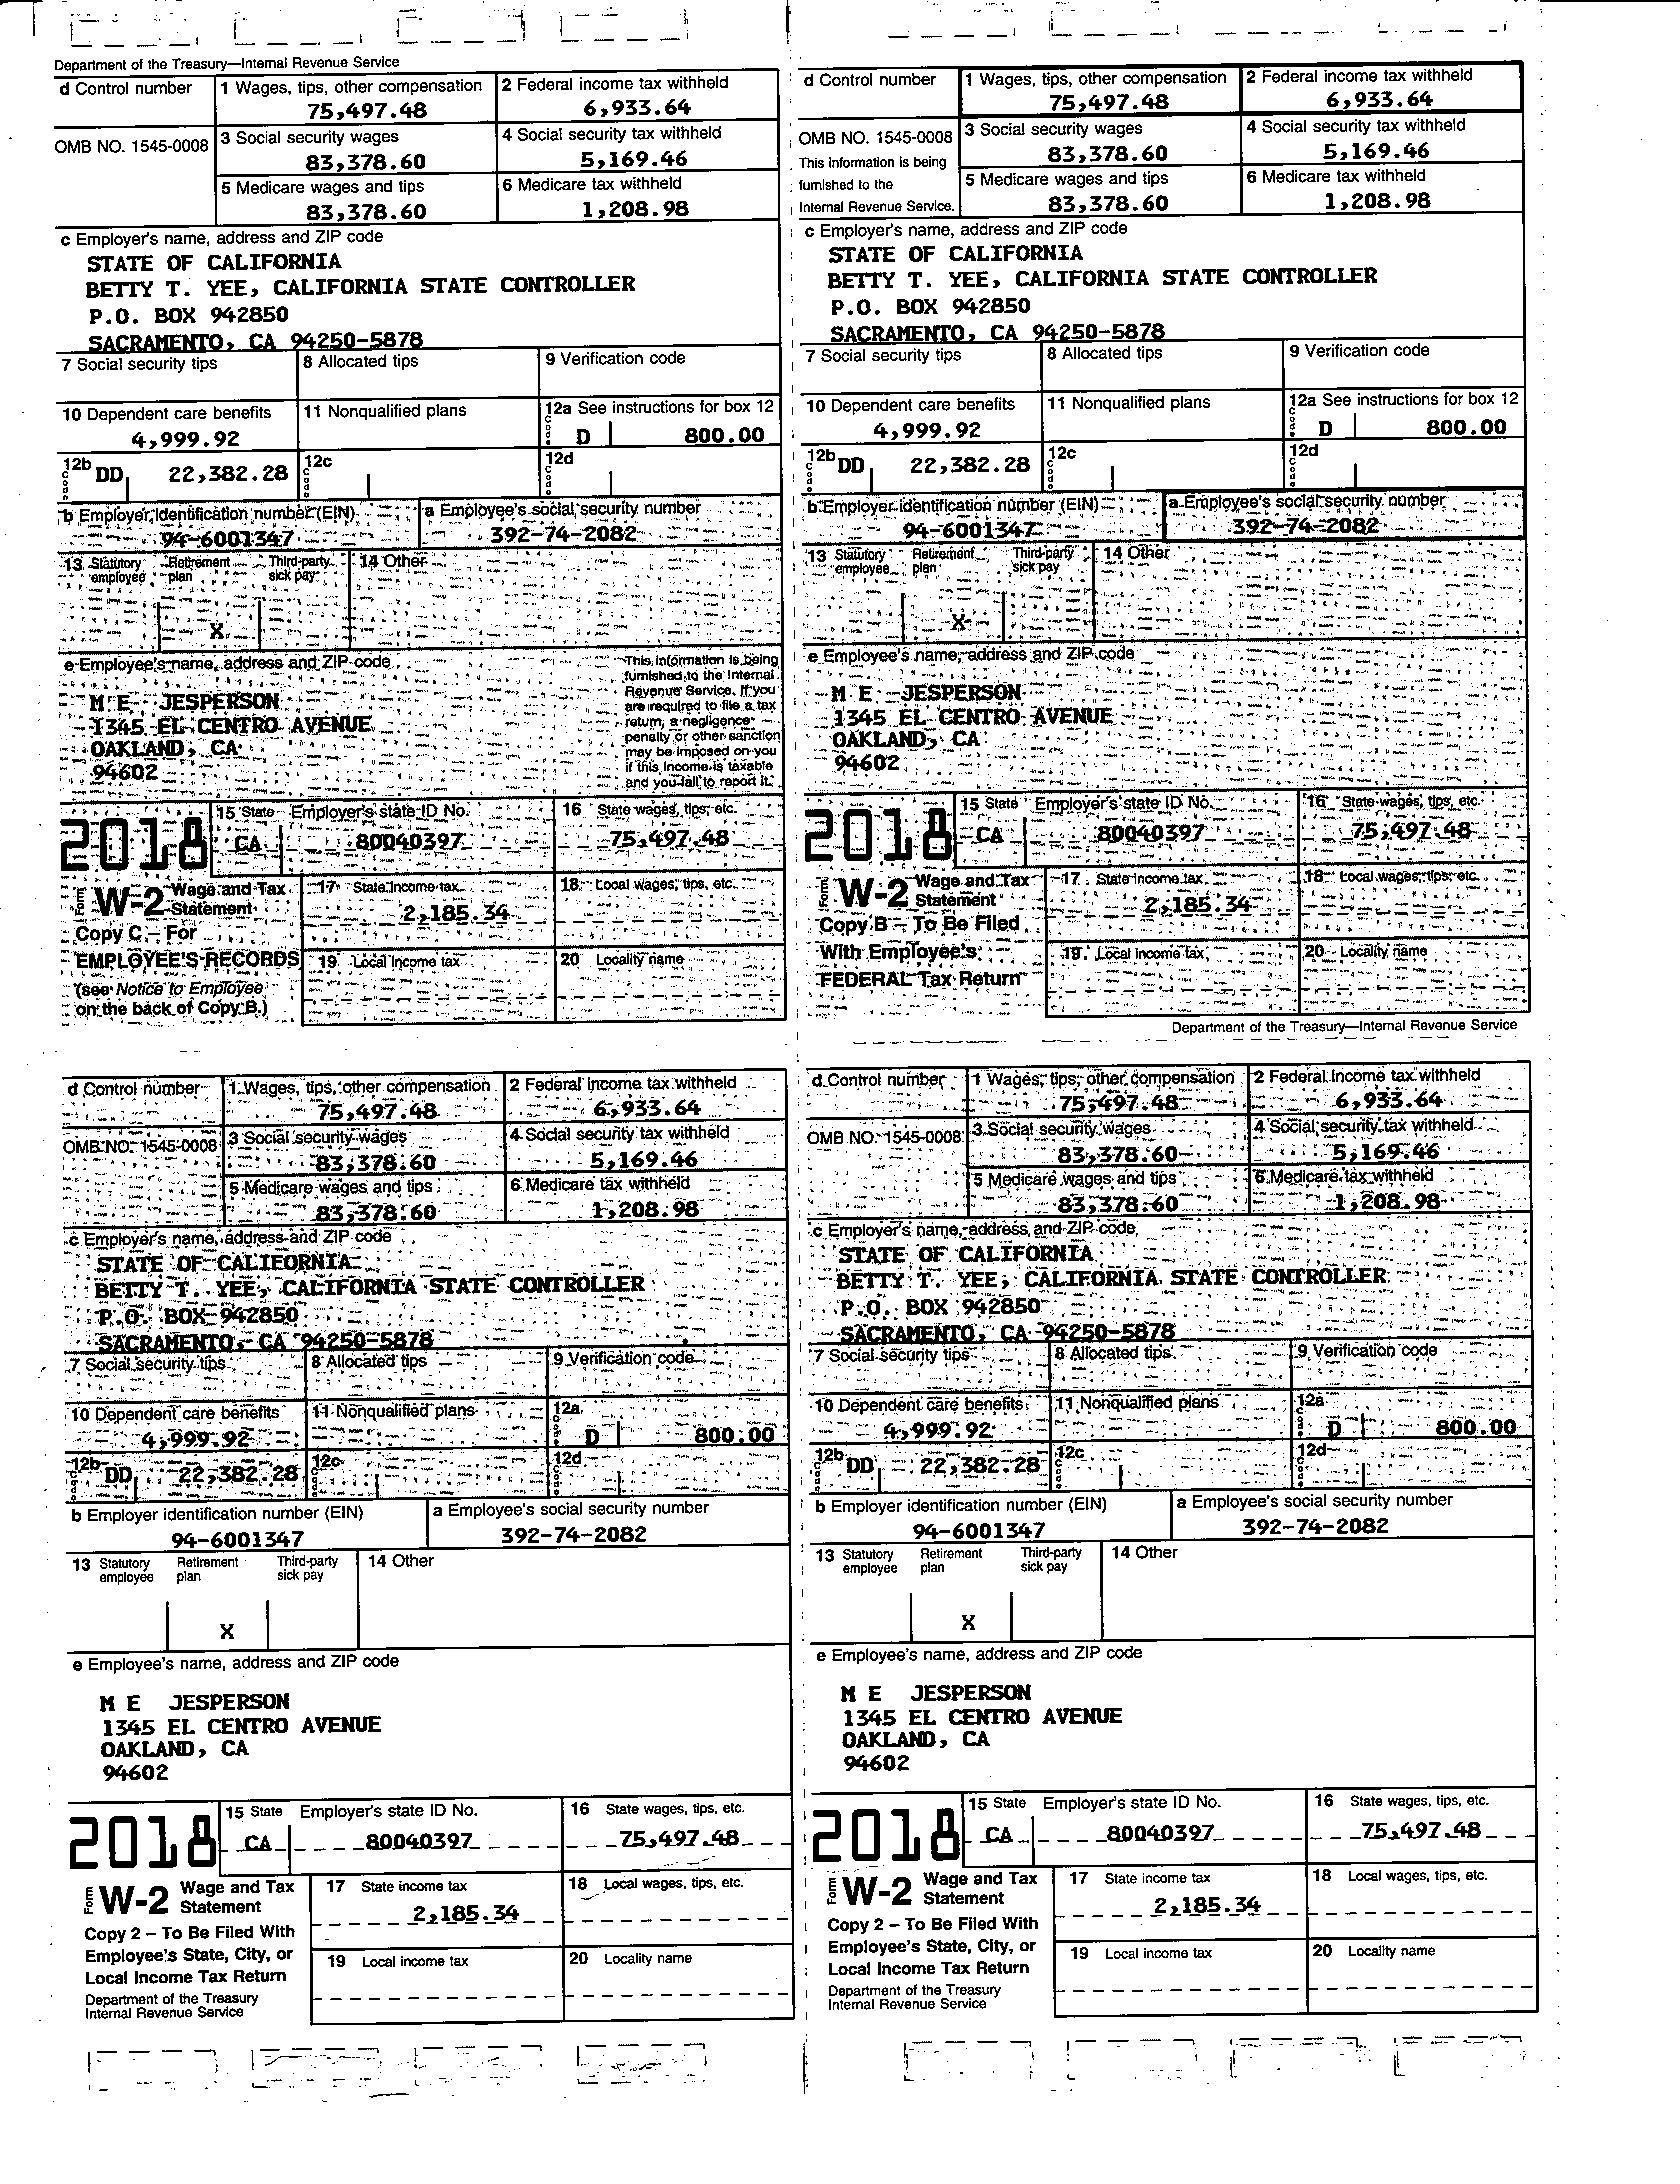 Department of the Treasury—Internal Revenue Service
d Control number
1 Wages, tips, other compensation
75,497.48
2 Federal income tax withheld
6,933.64
OMB NO. 1545-0008
3 Social security wages
83,378.60
4 Social security tax withheld
5,169.46
5 Medicare wages and tips
83,378.60
6 Medicare tax withheld
1,208.98
c Employer's name, address and ZIP code
STATE OF CALIFORNIA
BETTY T. YEE, CALIFORNIA STATE CONTROLLER
P.O. BOX 942850
SACRAMENTO, CA 94250-5878
7 Social security tips
8 Allocated tips
9 Verification code
10 Dependent care benefits
4,999.92
11 Nonqualified plans
12a See instructions for box 12
Code
D 800.00
12b
Code
DD 22,382.28
12c
Code
12d
Code
b Employer identification number (EIN)
94-6001347
a Employee's social security number
392-74-2082
13 Statutory employee
Retirement plan
X
Third-party sick pay
14 Other
e Employee's name, address and ZIP code
M E JESPERSON
1345 EL CENTRO AVENUE
OAKLAND, CA
94602
This information is being
furnished to the Internal
Revenue Service. If you
are required to file a tax
return, a negligence
penalty or other sanction
may be imposed on you
if this income is taxable
and you fail to report it.
2018
15 State
CA
Employer's state ID No.
80040397
16 State wages, tips, etc.
75,497.48
Form W-2 Wage and Tax
Statement
17 State income tax
2,185.34
18 Local wages, tips, etc.
Copy C – For
EMPLOYEE'S RECORDS
(see Notice to Employee
on the back of Copy B.)
19 Local income tax
20 Locality name
d Control number
1 Wages, tips, other compensation
75,497.48
2 Federal income tax withheld
6,933.64
OMB NO. 1545-0008
This information is being
furnished to the
Internal Revenue Service.
3 Social security wages
83,378.60
4 Social security tax withheld
5,169.46
5 Medicare wages and tips
83,378.60
6 Medicare tax withheld
1,208.98
c Employer's name, address and ZIP code
STATE OF CALIFORNIA
BETTY T. YEE, CALIFORNIA STATE CONTROLLER
P.O. BOX 942850
SACRAMENTO, CA 94250-5878
7 Social security tips
8 Allocated tips
9 Verification code
10 Dependent care benefits
4,999.92
11 Nonqualified plans
12a See instructions for box 12
Code
D 800.00
12b
Code
DD 22,382.28
12c
Code
12d
Code
b Employer identification number (EIN)
94-6001347
a Employee's social security number
392-74-2082
13 Statutory employee
Retirement plan
X
Third-party sick pay
14 Other
e Employee's name, address and ZIP code
M E JESPERSON
1345 EL CENTRO AVENUE
OAKLAND, CA
94602
2018
15 State
CA
Employer's state ID No.
80040397
16 State wages, tips, etc.
75,497.48
Form W-2 Wage and Tax
Statement
17 State income tax
2,185.34
18 Local wages, tips, etc.
Copy B – To Be Filed
With Employee's
FEDERAL Tax Return
19 Local income tax
20 Locality name
Department of the Treasury—Internal Revenue Service
d Control number
1 Wages, tips, other compensation
75,497.48
2 Federal income tax withheld
6,933.64
OMB NO. 1545-0008
3 Social security wages
83,378.60
4 Social security tax withheld
5,169.46
5 Medicare wages and tips
83,378.60
6 Medicare tax withheld
1,208.98
c Employer's name, address and ZIP code
STATE OF CALIFORNIA
BETTY T. YEE, CALIFORNIA STATE CONTROLLER
P.O. BOX 942850
SACRAMENTO, CA 94250-5878
7 Social security tips
8 Allocated tips
9 Verification code
10 Dependent care benefits
4,999.92
11 Nonqualified plans
12a
Code
D 800.00
12b
Code
DD 22,382.28
12c
Code
12d
Code
b Employer identification number (EIN)
94-6001347
a Employee's social security number
392-74-2082
13 Statutory employee
Retirement plan
X
Third-party sick pay
14 Other
e Employee's name, address and ZIP code
M E JESPERSON
1345 EL CENTRO AVENUE
OAKLAND, CA
94602
2018
15 State
CA
Employer's state ID No.
80040397
16 State wages, tips, etc.
75,497.48
Form W-2 Wage and Tax
Statement
17 State income tax
2,185.34
18 Local wages, tips, etc.
Copy 2 – To Be Filed With
Employee's State, City, or
Local Income Tax Return
Department of the Treasury
Internal Revenue Service
19 Local income tax
20 Locality name
d Control number
1 Wages, tips, other compensation
75,497.48
2 Federal income tax withheld
6,933.64
OMB NO. 1545-0008
3 Social security wages
83,378.60
4 Social security tax withheld
5,169.46
5 Medicare wages and tips
83,378.60
6 Medicare tax withheld
1,208.98
c Employer's name, address and ZIP code
STATE OF CALIFORNIA
BETTY T. YEE, CALIFORNIA STATE CONTROLLER
P.O. BOX 942850
SACRAMENTO, CA 94250-5878
7 Social security tips
8 Allocated tips
9 Verification code
10 Dependent care benefits
4,999.92
11 Nonqualified plans
12a
Code
D 800.00
12b
Code
DD 22,382.28
12c
Code
12d
Code
b Employer identification number (EIN)
94-6001347
a Employee's social security number
392-74-2082
13 Statutory employee
Retirement plan
X
Third-party sick pay
14 Other
e Employee's name, address and ZIP code
M E JESPERSON
1345 EL CENTRO AVENUE
OAKLAND, CA
94602
2018
15 State
CA
Employer's state ID No.
80040397
16 State wages, tips, etc.
75,497.48
Form W-2 Wage and Tax
Statement
17 State income tax
2,185.34
18 Local wages, tips, etc.
Copy 2 – To Be Filed With
Employee's State, City, or
Local Income Tax Return
Department of the Treasury
Internal Revenue Service
19 Local income tax
20 Locality name